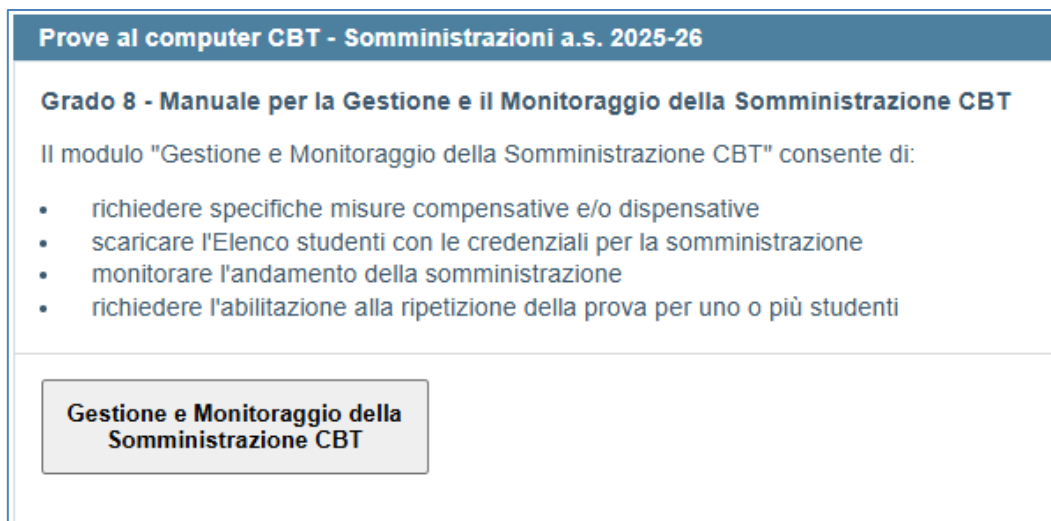 Prove al computer CBT - Somministrazioni a.s. 2025-26
Grado 8 - Manuale per la Gestione e il Monitoraggio della Somministrazione CBT
Il modulo "Gestione e Monitoraggio della Somministrazione CBT" consente di:
• richiedere specifiche misure compensative e/o dispensative
• scaricare l'Elenco studenti con le credenziali per la somministrazione
• monitorare l'andamento della somministrazione
• richiedere l'abilitazione alla ripetizione della prova per uno o più studenti
Gestione e Monitoraggio della
Somministrazione CBT